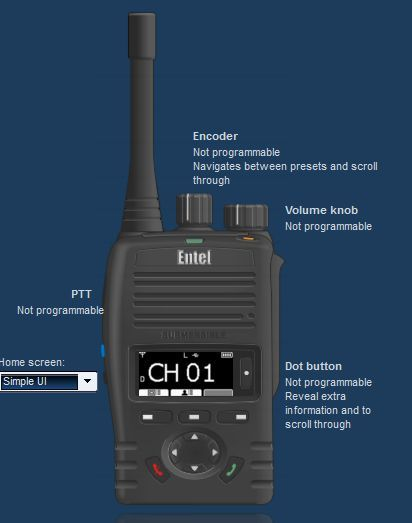 Encoder
Not programmable
Navigates between presets and scroll
through
Volume knob
Not programmable
Entel
PTT
Not programmable
SUBMERSIBLE
Home screen:
Simple UI
L
D
CH 01
Dot button
Not programmable
Reveal extra
information and to
scroll through